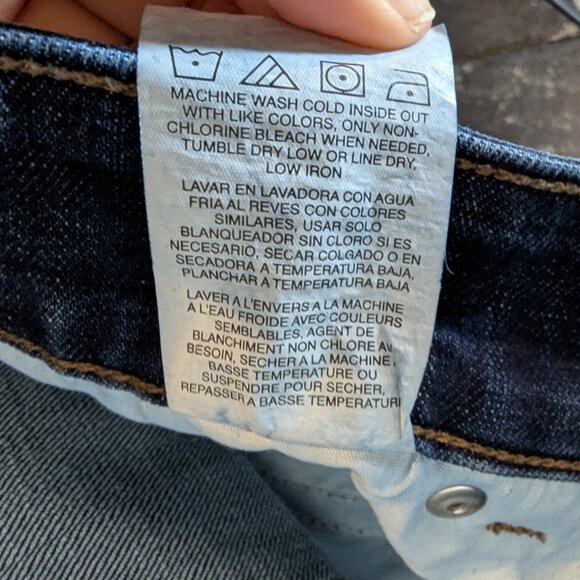 MACHINE WASH COLD INSIDE OUT
WITH LIKE COLORS, ONLY NON-
CHLORINE BLEACH WHEN NEEDED,
TUMBLE DRY LOW OR LINE DRY,
LOW IRON
LAVAR EN LAVADORA CON AGUA
FRIA AL REVES CON COLORES
SIMILARES, USAR SOLO
BLANQUEADOR SIN CLORO SI ES
NECESARIO, SECAR COLGADO O EN
SECADORA A TEMPERATURA BAJA,
PLANCHAR A TEMPERATURA BAJA
LAVER A L'ENVERS A LA MACHINE
A L'EAU FROIDE AVEC COULEURS
SEMBLABLES, AGENT DE
BLANCHIMENT NON CHLORE AU
BESOIN, SECHER A LA MACHINE
BASSE TEMPERATURE OU
SUSPENDRE POUR SECHER,
REPASSER A BASSE TEMPERATUR